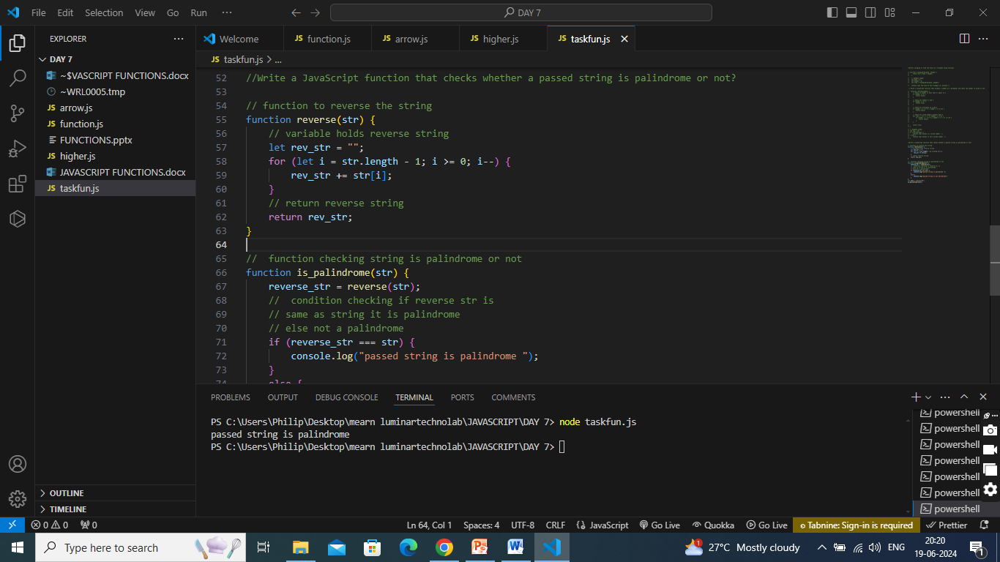 File Edit Selection View Go Run ··· DAY 7
EXPLORER ···
DAY 7
~$VASCRIPT FUNCTIONS.docx
~WRL0005.tmp
JS arrow.js
JS function.js
FUNCTIONS.pptx
JS higher.js
JAVASCRIPT FUNCTIONS.docx
JS taskfun.js
OUTLINE
TIMELINE
Welcome JS function.js JS arrow.js JS higher.js JS taskfun.js
JS taskfun.js > ...
52 //Write a JavaScript function that checks whether a passed string is palindrome or not?
53
54 // function to reverse the string
55 function reverse(str) {
56 // variable holds reverse string
57 let rev_str = "";
58 for (let i = str.length - 1; i >= 0; i--) {
59 rev_str += str[i];
60 }
61 // return reverse string
62 return rev_str;
63 }
64
65 //  function checking string is palindrome or not
66 function is_palindrome(str) {
67 reverse_str = reverse(str);
68 //  condition checking if reverse str is
69 // same as string it is palindrome
70 // else not a palindrome
71 if (reverse_str === str) {
72 console.log("passed string is palindrome ");
73 }
74 else {
PROBLEMS OUTPUT DEBUG CONSOLE TERMINAL PORTS COMMENTS
PS C:\Users\Philip\Desktop\mearn luminartechnolab\JAVASCRIPT\DAY 7> node taskfun.js
passed string is palindrome
PS C:\Users\Philip\Desktop\mearn luminartechnolab\JAVASCRIPT\DAY 7>
powershell
powershell
powershell
powershell
powershell
powershell
powershell
0 0 0 Ln 64, Col 1 Spaces: 4 UTF-8 CRLF JavaScript Go Live Quokka Go Live Tabnine: Sign-in is required Prettier
Type here to search 1 27°C Mostly cloudy ENG 20:20 1
19-06-2024